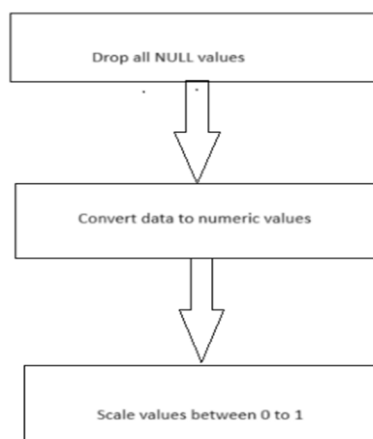 Drop all NULL values
Convert data to numeric values
Scale values between 0 to 1